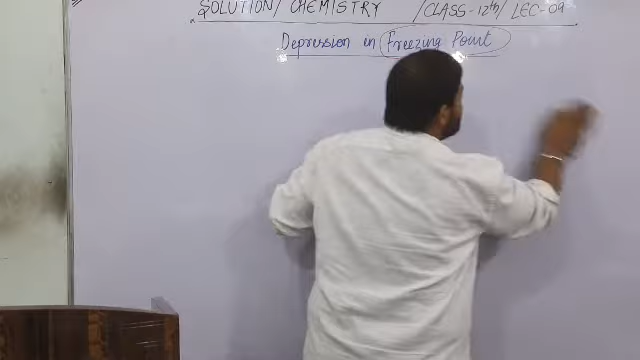 SOLUTION/ CHEMISTRY /CLASS-12th/ LEC-09
Depression in Freezing Point